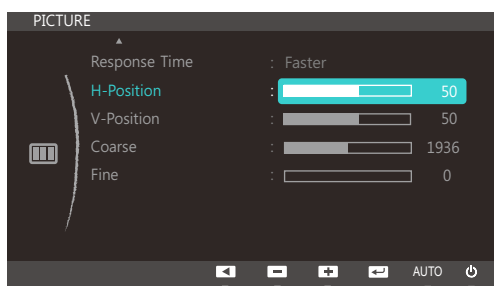 PICTURE
Response Time : Faster
H-Position : 50
V-Position : 50
Coarse : 1936
Fine : 0
AUTO